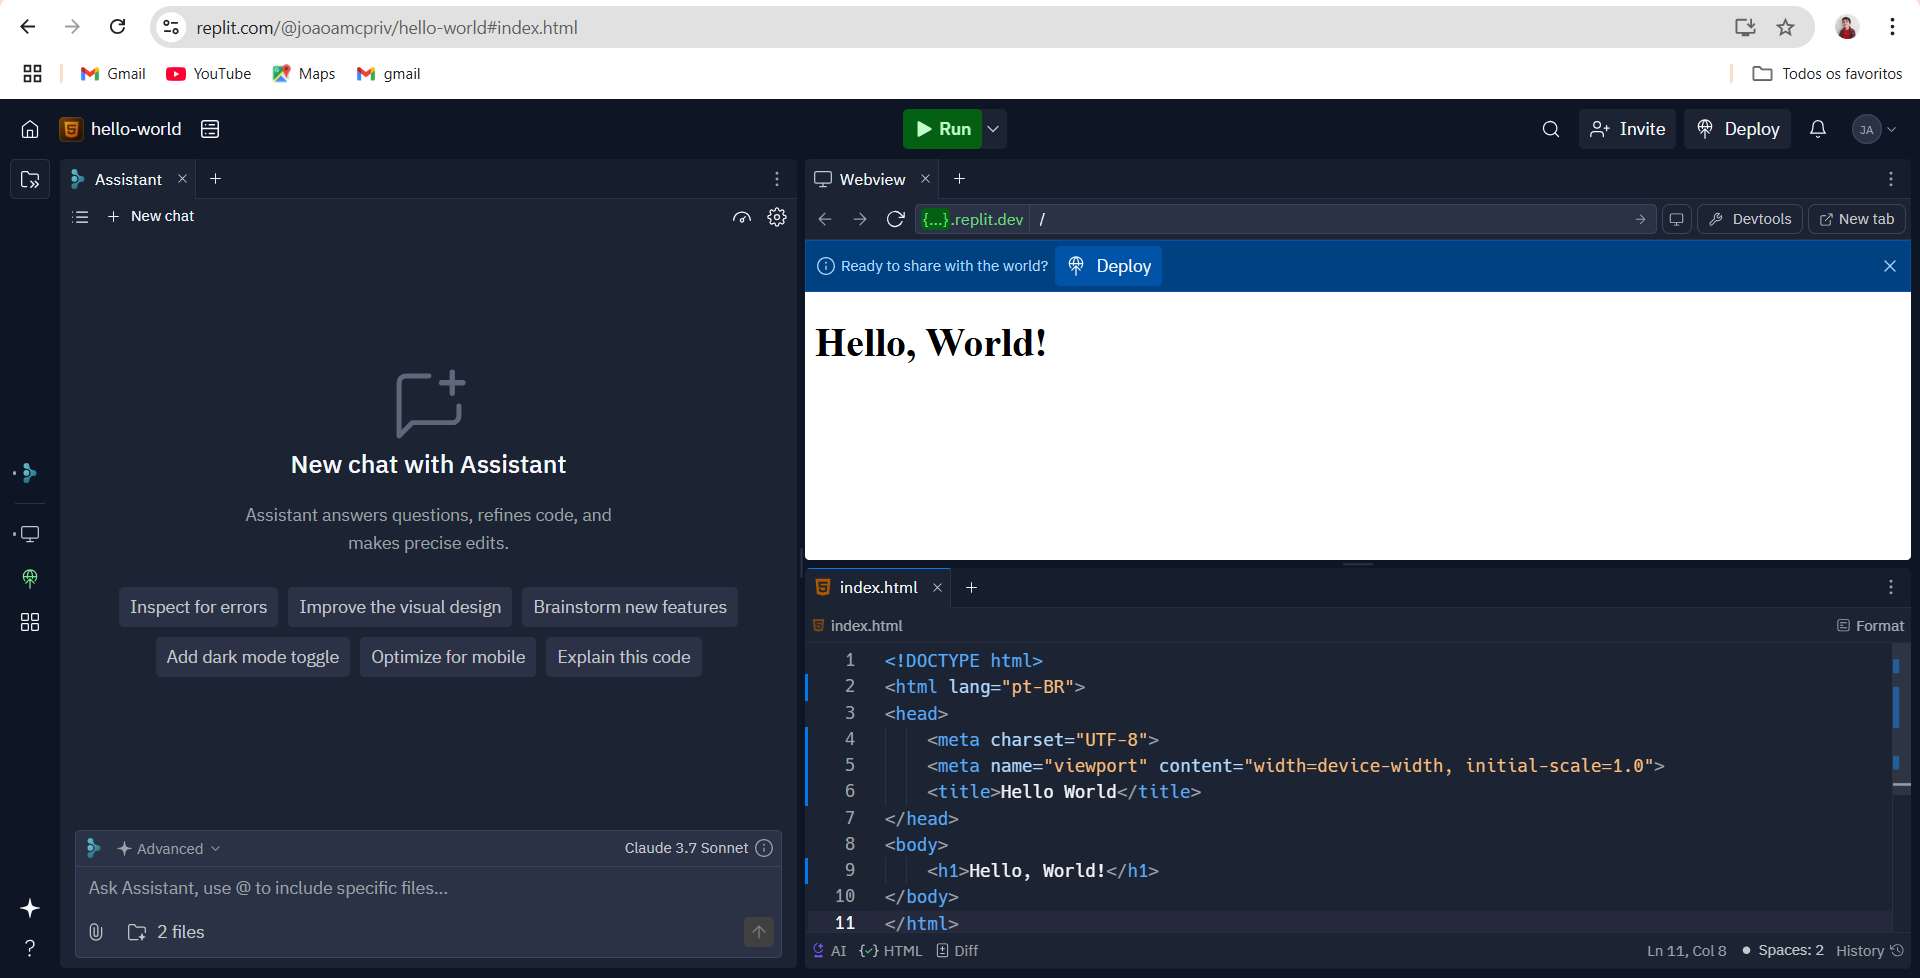 replit.com/@joaoamcpriv/hello-world#index.html
Gmail YouTube Maps gmail Todos os favoritos
hello-world Run Invite Deploy JA
Assistant
New chat
New chat with Assistant
Assistant answers questions, refines code, and
makes precise edits.
Inspect for errors Improve the visual design Brainstorm new features
Add dark mode toggle Optimize for mobile Explain this code
Advanced Claude 3.7 Sonnet
Ask Assistant, use @ to include specific files...
2 files
Webview
{...}.replit.dev / Devtools New tab
Ready to share with the world? Deploy
Hello, World!
index.html
index.html Format
1 <!DOCTYPE html>
2 <html lang="pt-BR">
3 <head>
4 <meta charset="UTF-8">
5 <meta name="viewport" content="width=device-width, initial-scale=1.0">
6 <title>Hello World</title>
7 </head>
8 <body>
9 <h1>Hello, World!</h1>
10 </body>
11 </html>
AI HTML Diff Ln 11, Col 8 Spaces: 2 History